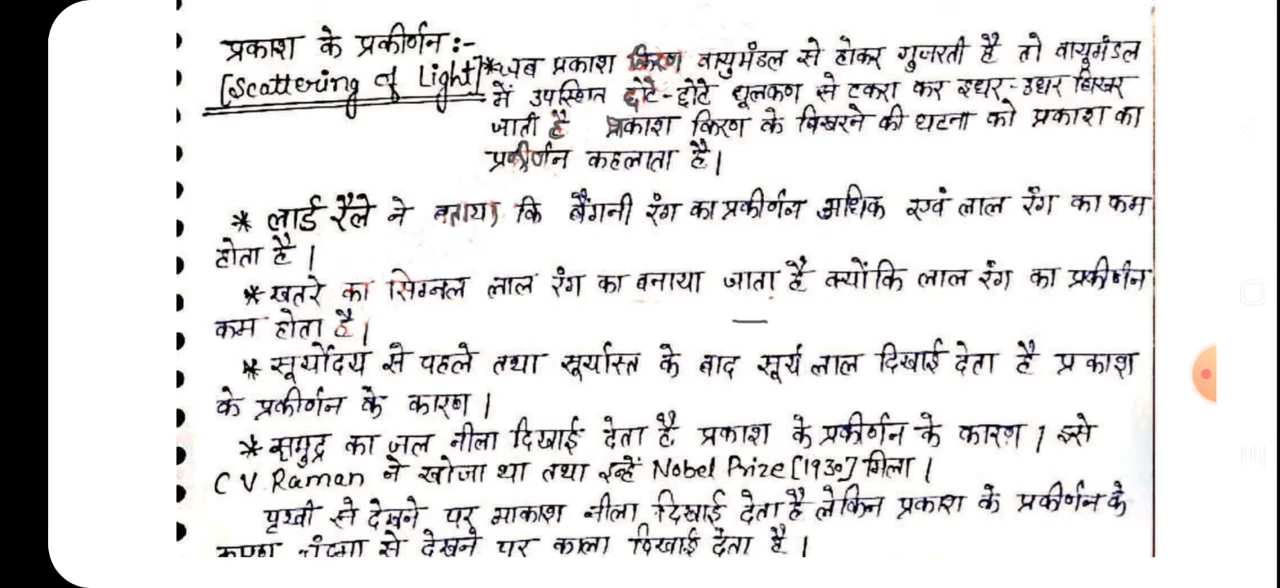 प्रकाश के प्रकीर्णन :-
[Scattering of Light]
*जब प्रकाश किरण वायुमंडल से होकर गुजरती है तो वायुमंडल
में उपस्थित छोटे-छोटे धूलकण से टकरा कर इधर-उधर बिखर
जाती है प्रकाश किरण के बिखरने की घटना को प्रकाश का
प्रकीर्णन कहलाता है।
* लार्ड रैले ने बताया कि बैंगनी रंग का प्रकीर्णन अधिक एवं लाल रंग का कम
होता है।
* खतरे का सिग्नल लाल रंग का बनाया जाता है क्योंकि लाल रंग का प्रकीर्णन
कम होता है।
* सूर्योदय से पहले तथा सूर्यास्त के बाद सूर्य लाल दिखाई देता है प्रकाश
के प्रकीर्णन के कारण।
* समुद्र का जल नीला दिखाई देता है प्रकाश के प्रकीर्णन के कारण। इसे
C V. Raman ने खोजा था तथा इन्हें Nobel Prize [1930] मिला।
पृथ्वी से देखने पर आकाश नीला दिखाई देता है लेकिन प्रकाश के प्रकीर्णन के
से देखने पर काला दिखाई देता है।